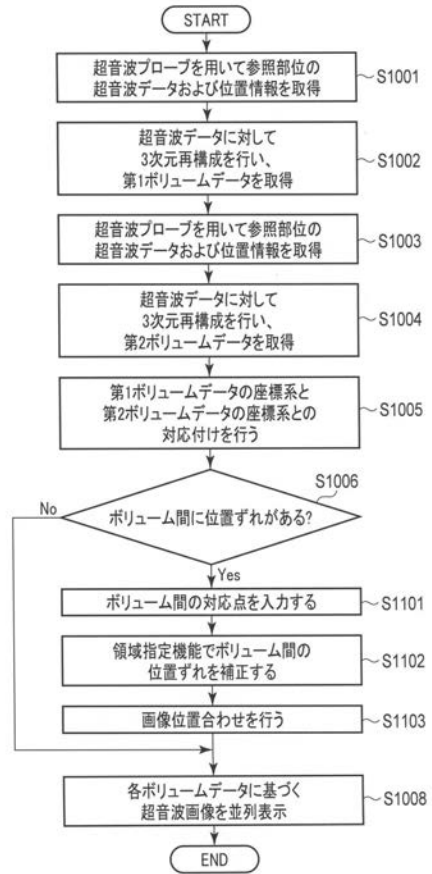 START
超音波プローブを用いて参照部位の
超音波データおよび位置情報を取得
S1001
超音波データに対して
3次元再構成を行い、
第1ボリュームデータを取得
S1002
超音波プローブを用いて参照部位の
超音波データおよび位置情報を取得
S1003
超音波データに対して
3次元再構成を行い、
第2ボリュームデータを取得
S1004
第1ボリュームデータの座標系と
第2ボリュームデータの座標系との
対応付けを行う
S1005
S1006
ボリューム間に位置ずれがある?
No
Yes
ボリューム間の対応点を入力する
S1101
領域指定機能でボリューム間の
位置ずれを補正する
S1102
画像位置合わせを行う
S1103
各ボリュームデータに基づく
超音波画像を並列表示
S1008
END